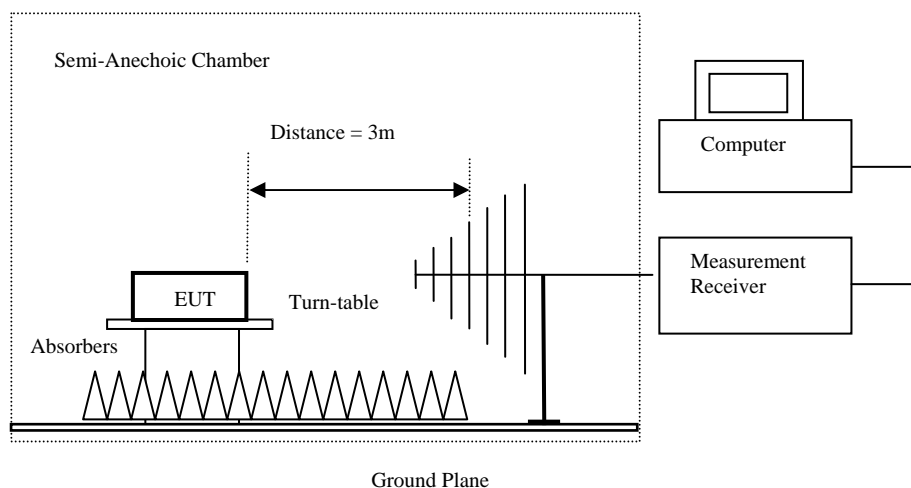 Semi-Anechoic Chamber
Distance = 3m
Computer
Measurement
Receiver
EUT
Turn-table
Absorbers
Ground Plane